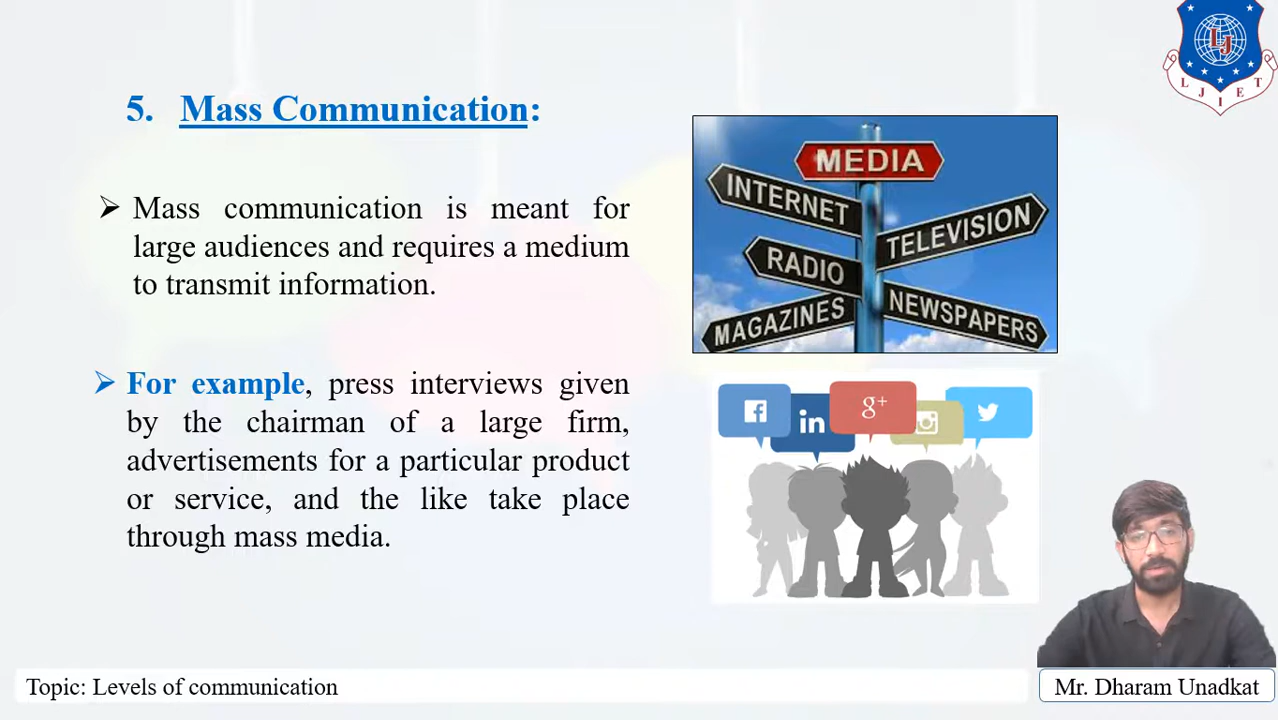 5. Mass Communication:
➢ Mass communication is meant for
large audiences and requires a medium
to transmit information.
➢ For example, press interviews given
by the chairman of a large firm,
advertisements for a particular product
or service, and the like take place
through mass media.
MEDIA
INTERNET
TELEVISION
RADIO
NEWSPAPERS
MAGAZINES
f
in
g+
LJ
LJIET
Topic: Levels of communication
Mr. Dharam Unadkat